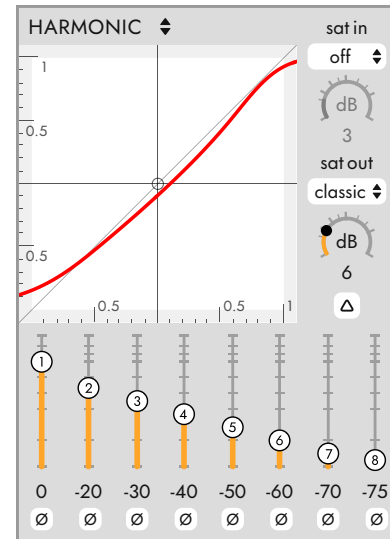 HARMONIC
sat in
off
dB
3
sat out
classic
dB
6
1
0.5
0.5
0.5
0.5
1
1
2
3
4
5
6
7
8
0 -20 -30 -40 -50 -60 -70 -75
Ø Ø Ø Ø Ø Ø Ø Ø